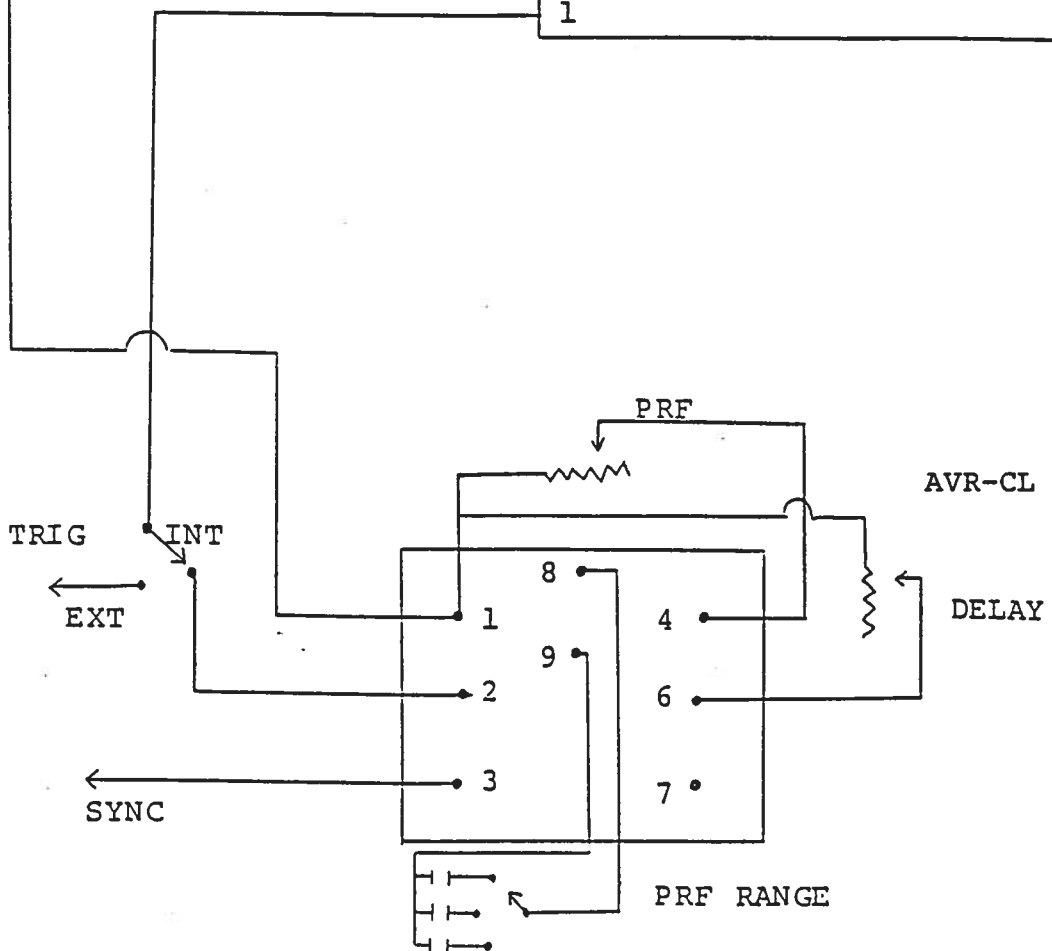 1
PRF
AVR-CL
TRIG
INT
EXT
8
DELAY
1
4
9
2
6
3
7
SYNC
PRF RANGE